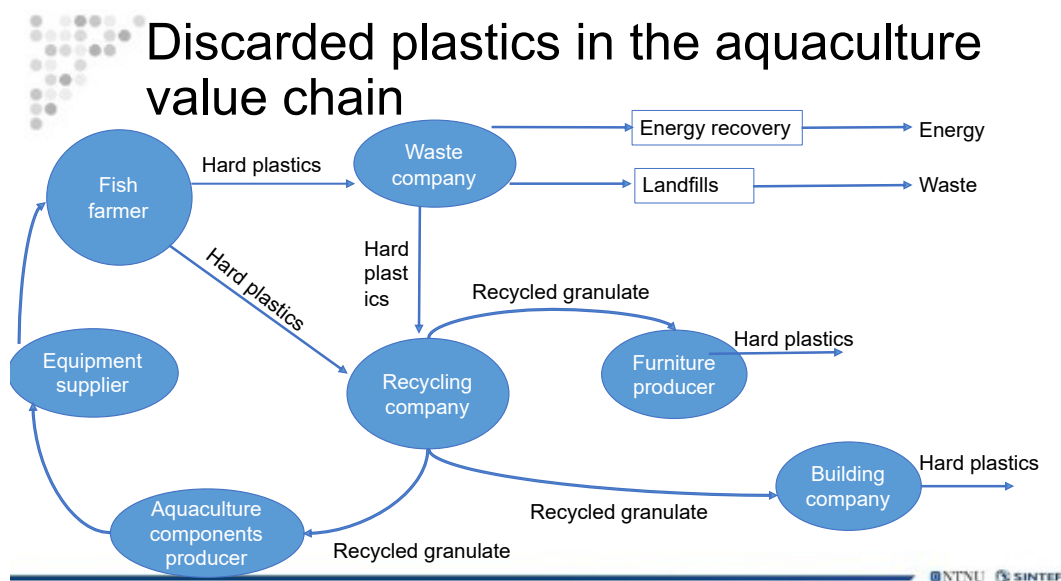 Discarded plastics in the aquaculture
value chain
Fish
farmer
Hard plastics
Waste
company
Energy recovery
Energy
Landfills
Waste
Hard plastics
Hard
plast
ics
Recycled granulate
Equipment
supplier
Recycling
company
Furniture
producer
Hard plastics
Building
company
Hard plastics
Recycled granulate
Aquaculture
components
producer
Recycled granulate
NTNU
SINTEF